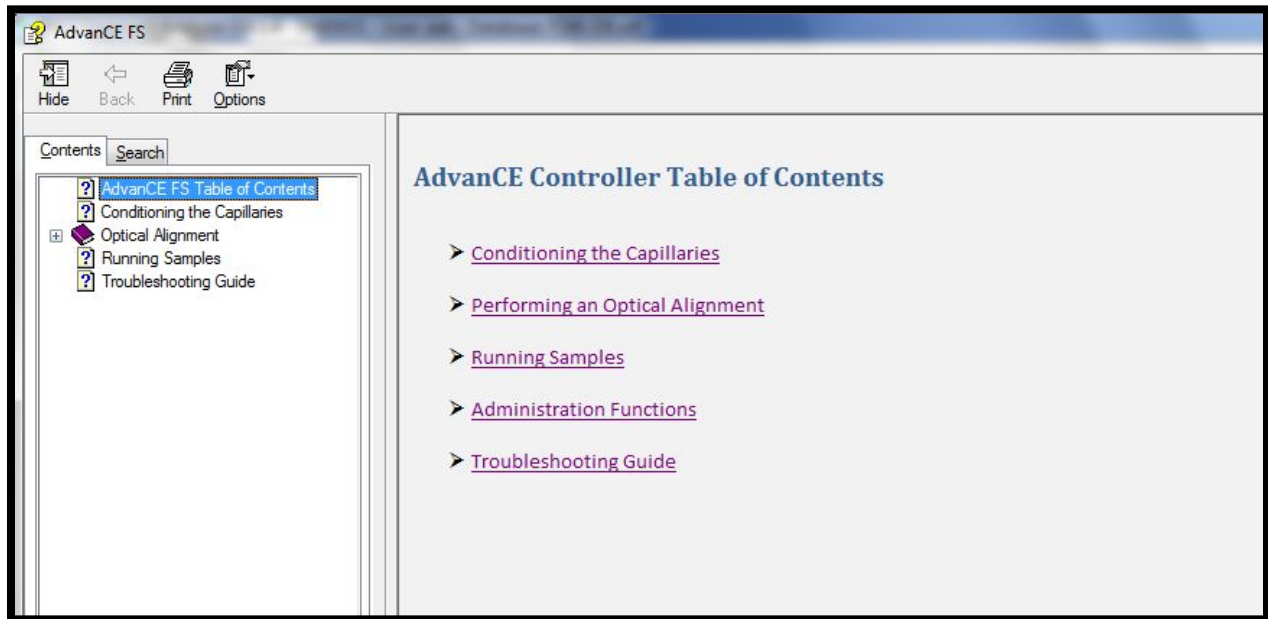 AdvanCE FS
Hide Back Print Options
Contents Search
AdvanCE FS Table of Contents
Conditioning the Capillaries
Optical Alignment
Running Samples
Troubleshooting Guide
AdvanCE Controller Table of Contents
Conditioning the Capillaries
Performing an Optical Alignment
Running Samples
Administration Functions
Troubleshooting Guide